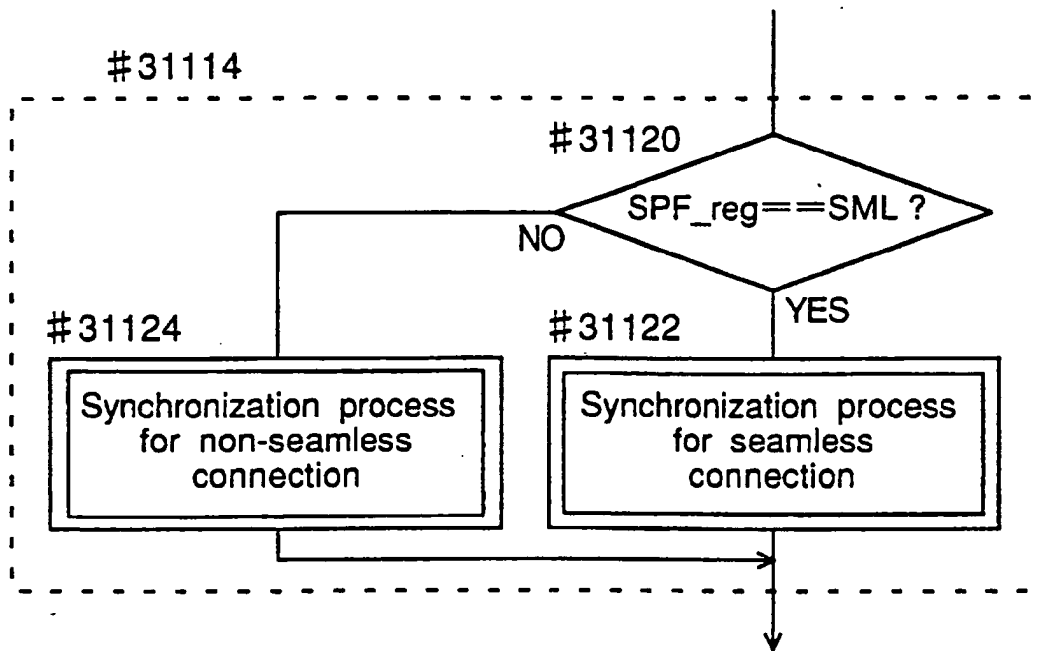 #31114
#31120
SPF_reg==SML ?
NO
YES
#31124
#31122
Synchronization process
for non-seamless
connection
Synchronization process
for seamless
connection